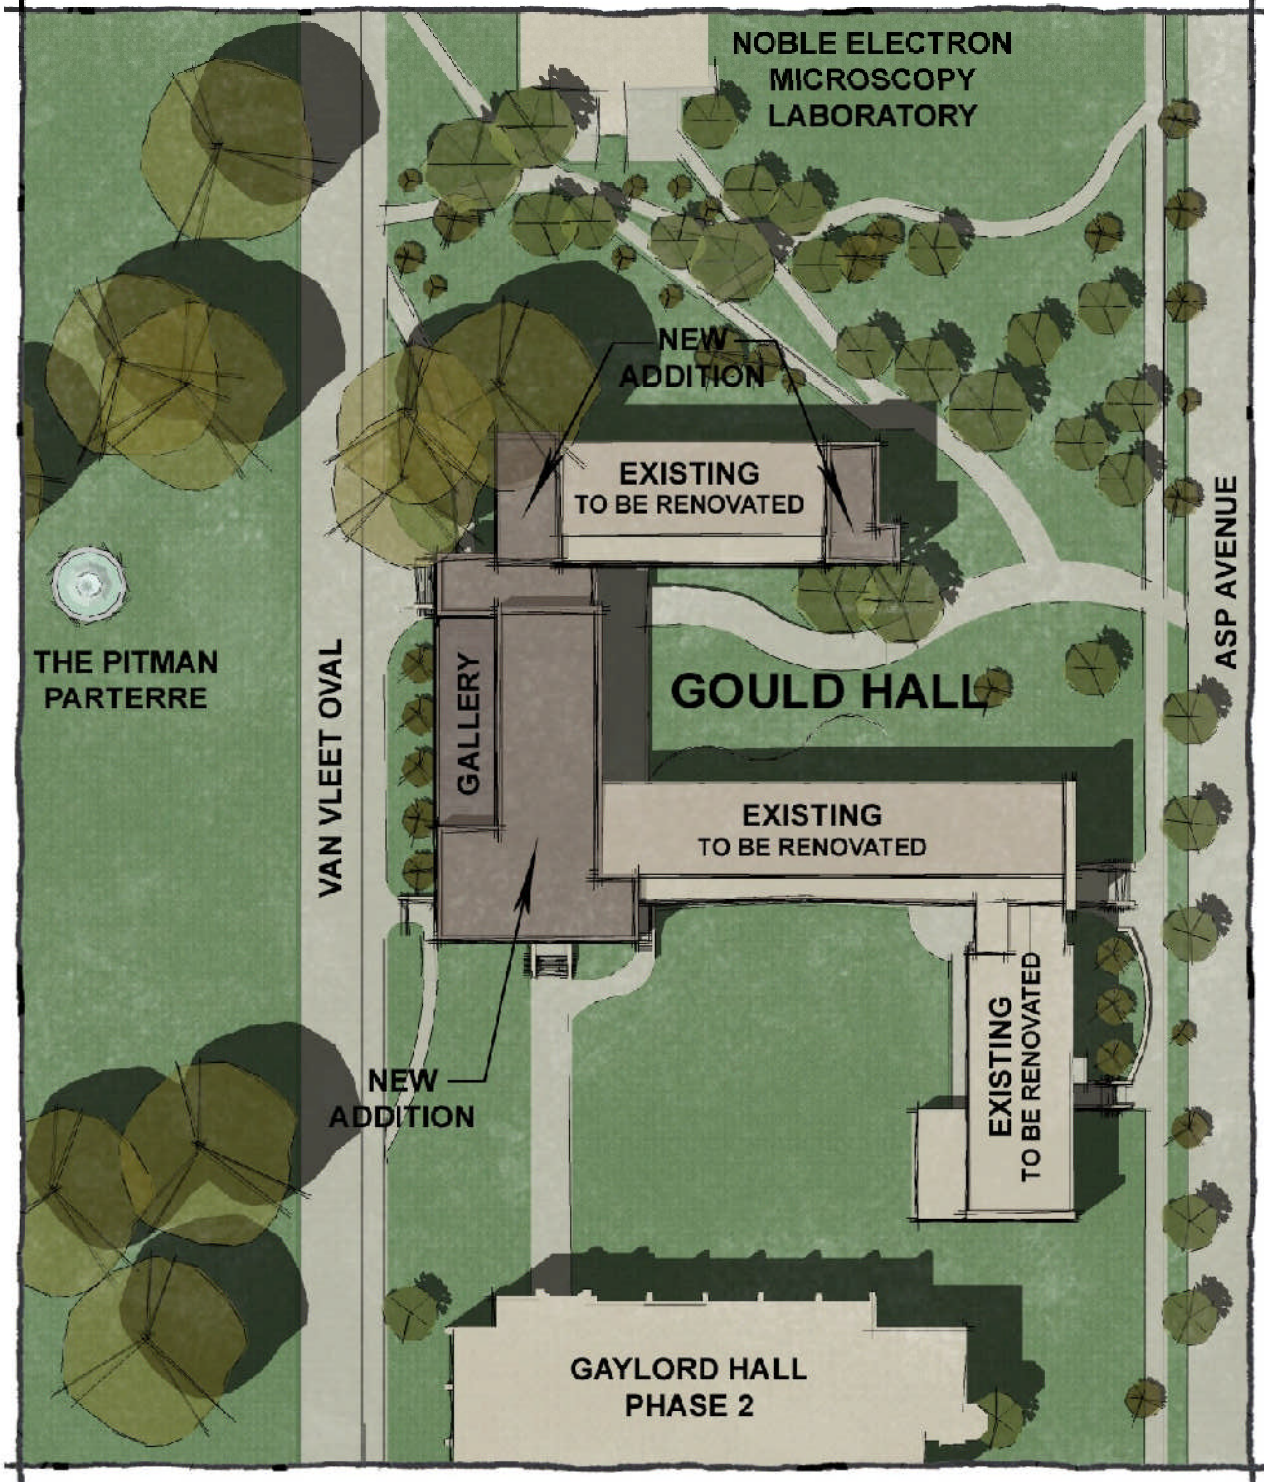 NOBLE ELECTRON
MICROSCOPY
LABORATORY
NEW
ADDITION
EXISTING
TO BE RENOVATED
ASP AVENUE
THE PITMAN
PARTERRE
VAN VLEET OVAL
GALLERY
GOULD HALL
EXISTING
TO BE RENOVATED
EXISTING
TO BE RENOVATED
NEW
ADDITION
GAYLORD HALL
PHASE 2